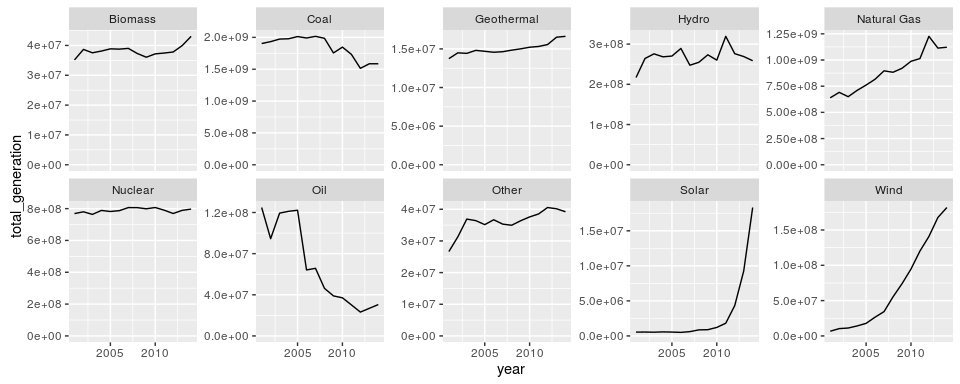 Biomass
Coal
Geothermal
Hydro
Natural Gas
4e+07
3e+07
2e+07
1e+07
0e+00
2.0e+09
1.5e+09
1.0e+09
5.0e+08
0.0e+00
1.5e+07
1.0e+07
5.0e+06
0.0e+00
3e+08
2e+08
1e+08
0e+00
1.25e+09
1.00e+09
7.50e+08
5.00e+08
2.50e+08
0.00e+00
total_generation
Nuclear
Oil
Other
Solar
Wind
8e+08
6e+08
4e+08
2e+08
0e+00
1.2e+08
8.0e+07
4.0e+07
0.0e+00
4e+07
3e+07
2e+07
1e+07
0e+00
1.5e+07
1.0e+07
5.0e+06
0.0e+00
1.5e+08
1.0e+08
5.0e+07
0.0e+00
2005 2010
2005 2010
2005 2010
2005 2010
2005 2010
year